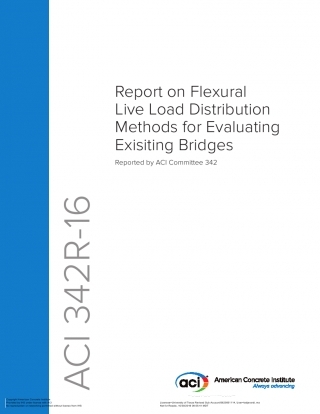 Report on Flexural
Live Load Distribution
Methods for Evaluating
Exisiting Bridges
Reported by ACI Committee 342
ACI 342R-16
aci
American Concrete Institute
Always advancing